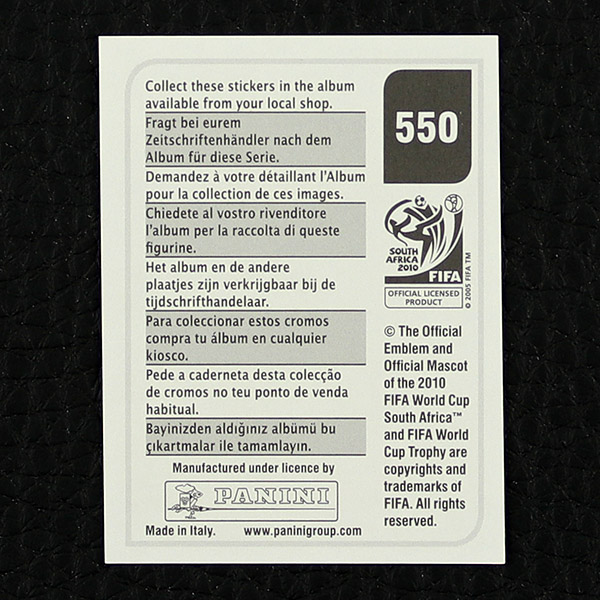 Collect these stickers in the album
available from your local shop.
Fragt bei eurem
Zeitschriftenhändler nach dem
Album für diese Serie.
Demandez à votre détaillant l'Album
pour la collection de ces images.
Chiedete al vostro rivenditore
l'album per la raccolta di queste
figurine.
Het album en de andere
plaatjes zijn verkrijgbaar bij de
tijdschrifthandelaar.
Para coleccionar estos cromos
compra tu álbum en cualquier
kiosco.
Pede a caderneta desta colecção
de cromos no teu ponto de venda
habitual.
Bayinizden aldığınız albümü bu
çıkartmalar ile tamamlayın.
Manufactured under licence by
PANINI
Made in Italy. www.paninigroup.com
550
SOUTH
AFRICA
2010
FIFA
OFFICIAL LICENSED
PRODUCT
© 2005 FIFA TM
© The Official
Emblem and
Official Mascot
of the 2010
FIFA World Cup
South Africa™
and FIFA World
Cup Trophy are
copyrights and
trademarks of
FIFA. All rights
reserved.